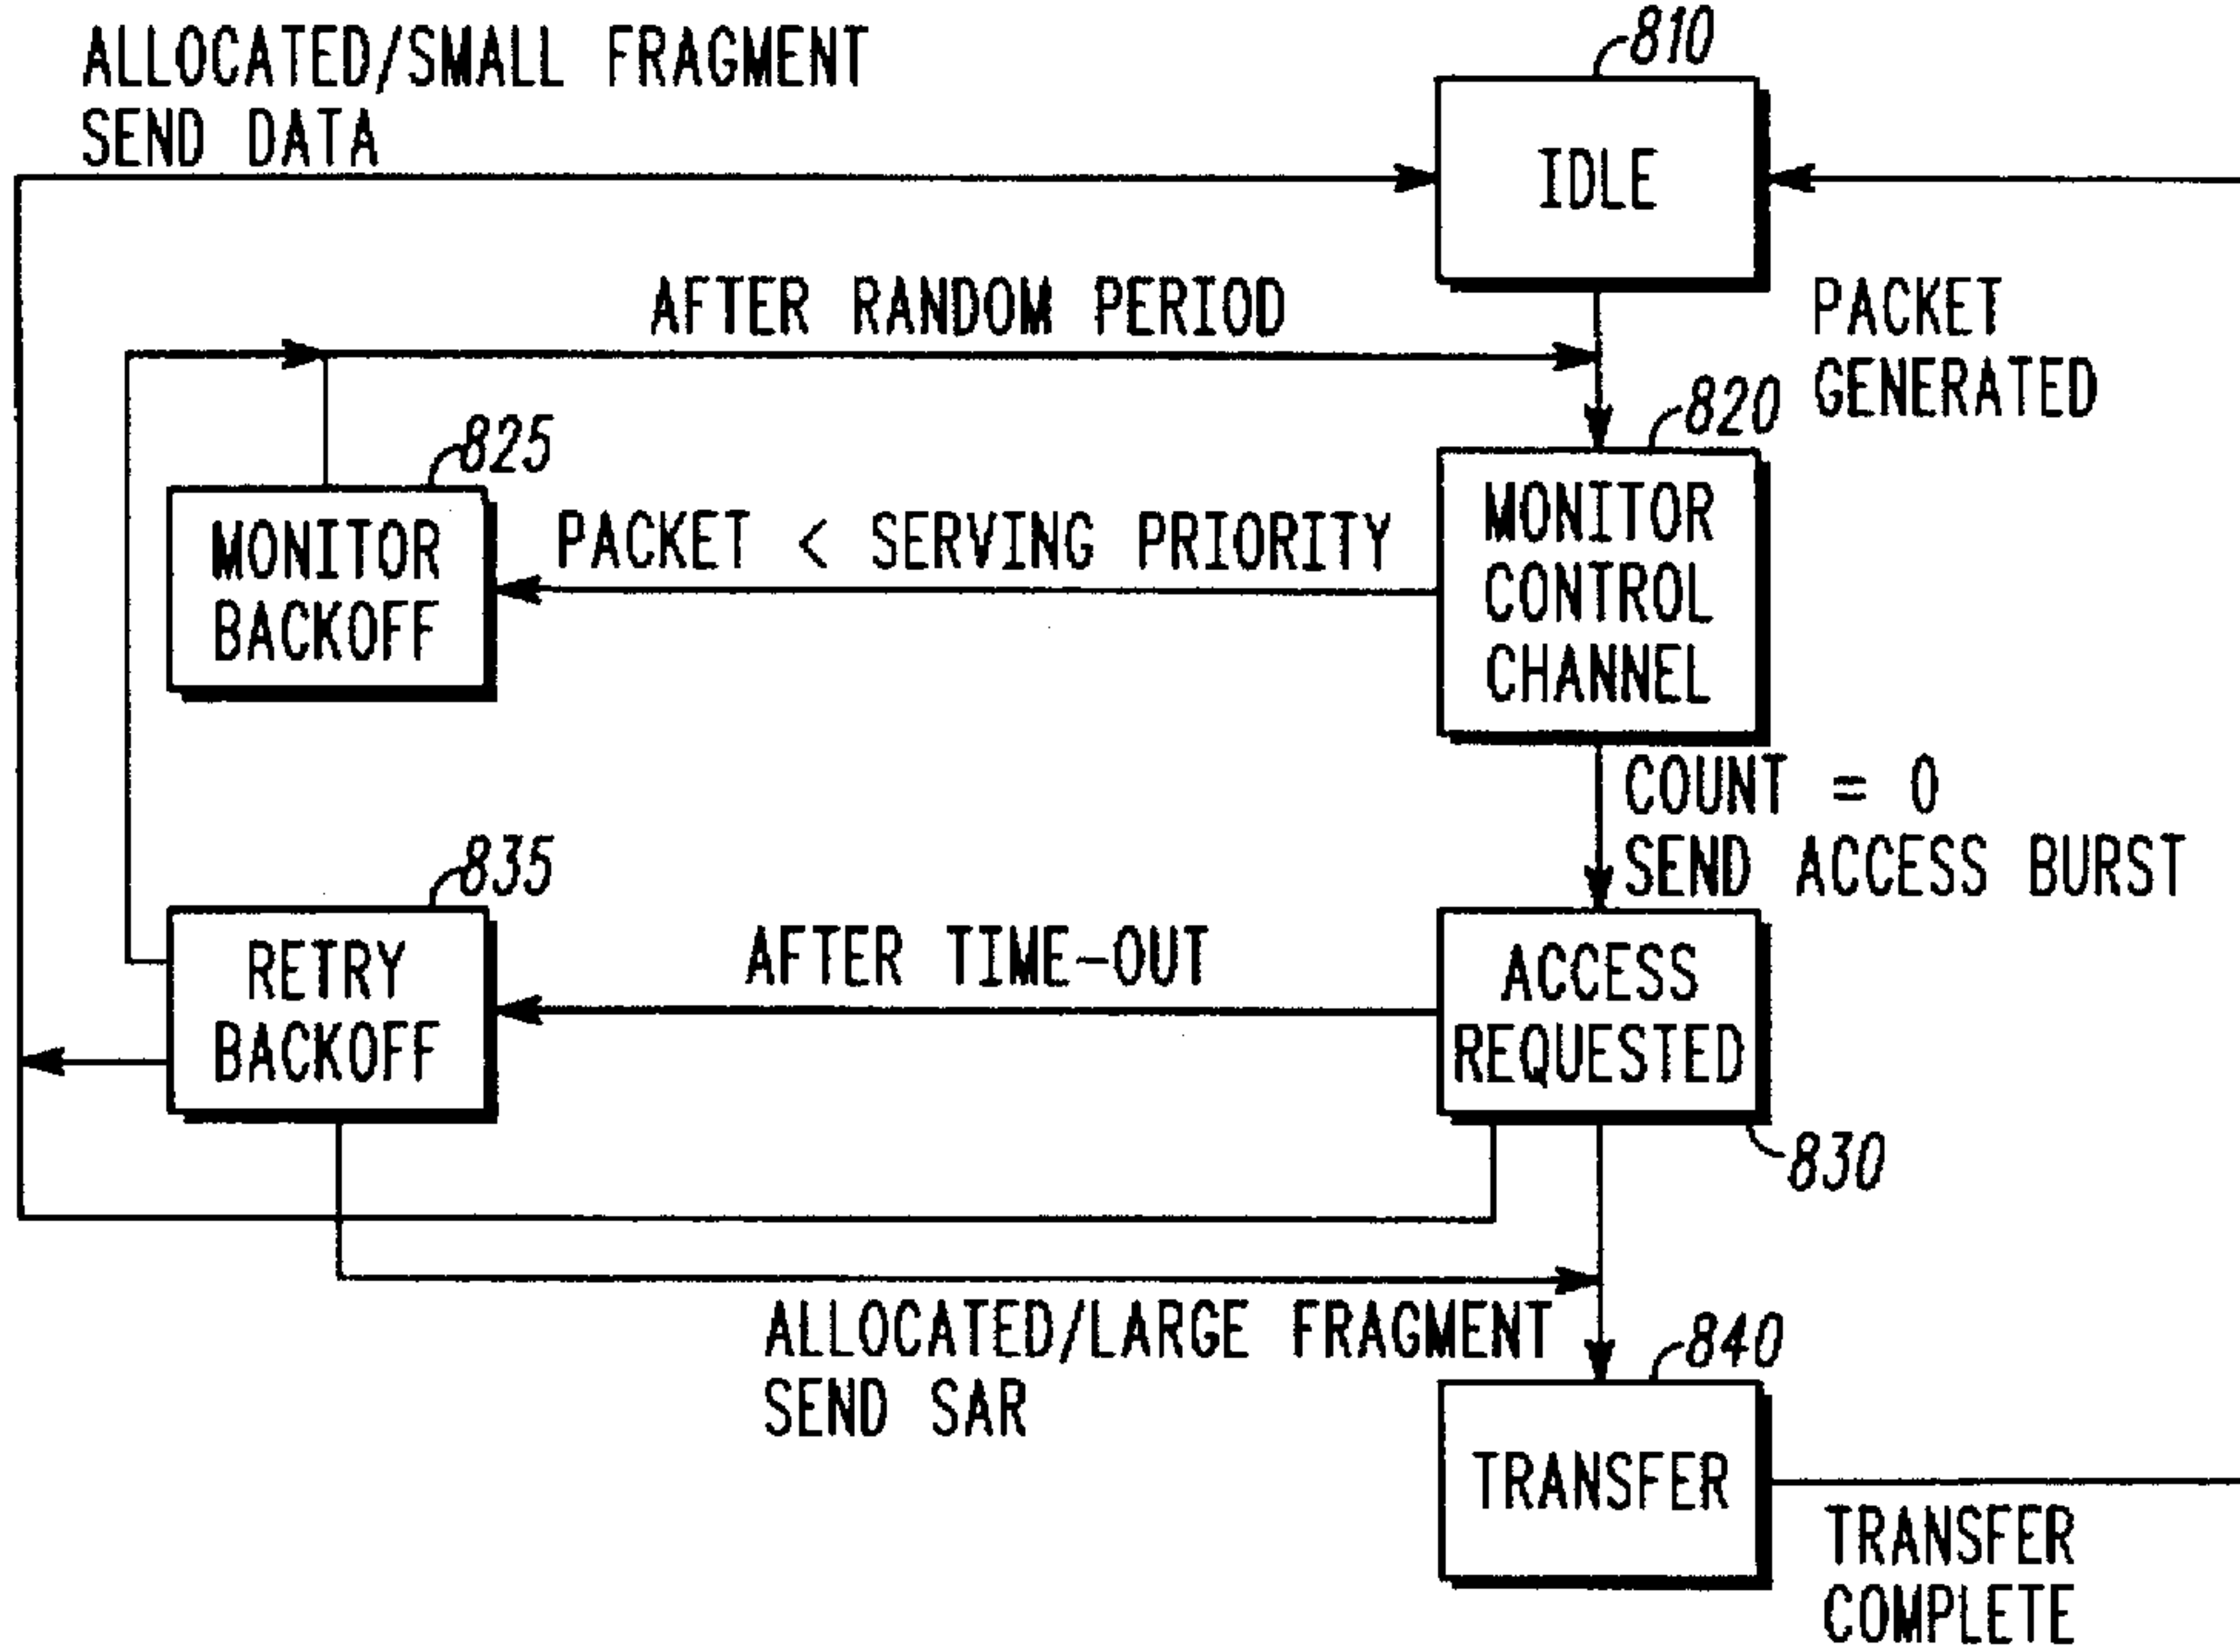 ALLOCATED/SMALL FRAGMENT
SEND DATA
810
IDLE
AFTER RANDOM PERIOD
PACKET
GENERATED
820
825
MONITOR
BACKOFF
PACKET < SERVING PRIORITY
MONITOR
CONTROL
CHANNEL
COUNT = 0
SEND ACCESS BURST
835
RETRY
BACKOFF
AFTER TIME-OUT
ACCESS
REQUESTED
830
ALLOCATED/LARGE FRAGMENT
SEND SAR
840
TRANSFER
TRANSFER
COMPLETE